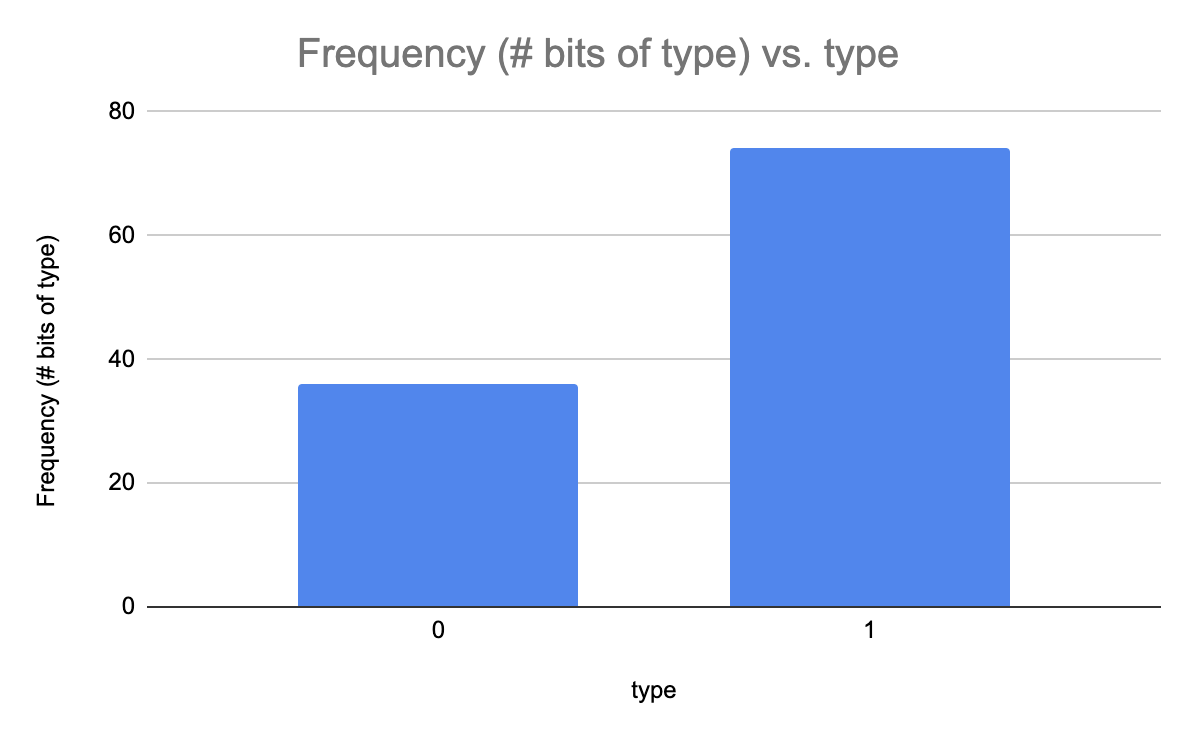 Frequency (# bits of type) vs. type
Frequency (# bits of type)
80
60
40
20
0
0
1
type